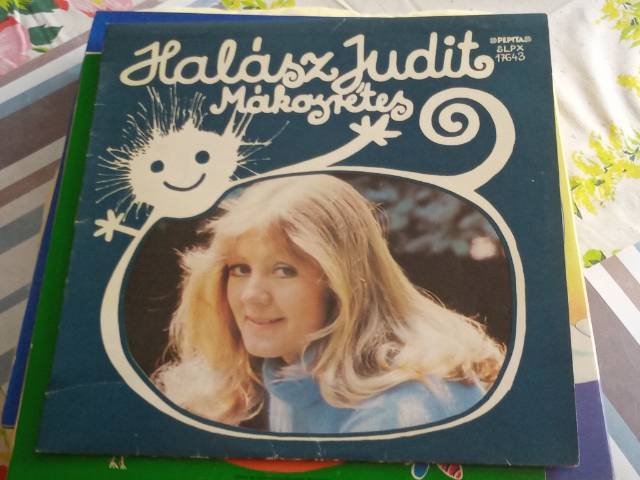 Halász Judit
Mákosrétes
PEPITA
SLPX
17643